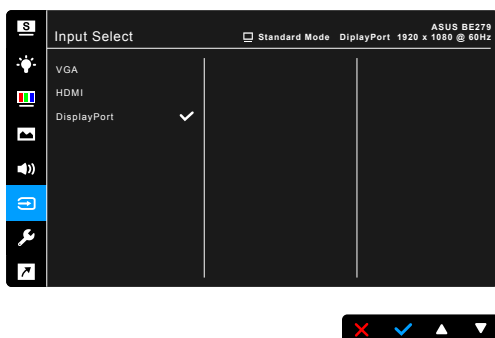 S
ASUS BE279
Input Select
Standard Mode DiplayPort 1920 x 1080 @ 60Hz
VGA
HDMI
DisplayPort